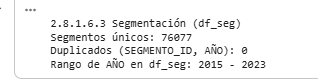 ...
2.8.1.6.3 Segmentación (df_seg)
Segmentos únicos: 76077
Duplicados (SEGMENTO_ID, AÑO): 0
Rango de AÑO en df_seg: 2015 - 2023